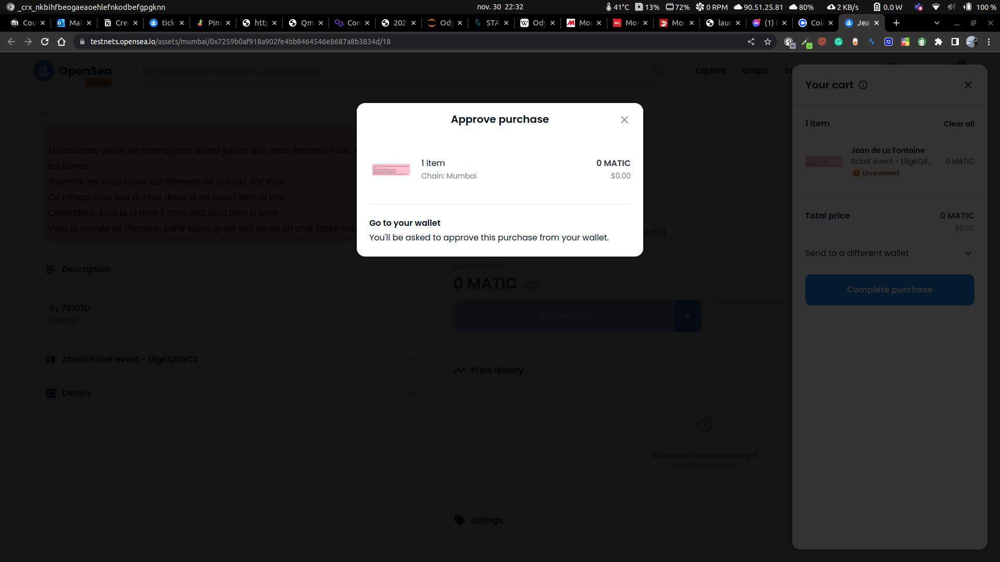 _crx_nkbihfbeogaeaoehlefnkodbefgpgknn
nov. 30 22:32
41°C 13% 72% 0 RPM 90.51.25.81 80% 2 KB/s 0.0 W 100 %
Cou Mai Crea tick Pinn http Qm Con 202 Ody STA Ody Mo Mo Mo laun (1) M Coin Jea
testnets.opensea.io/assets/mumbai/0x7259b0af918a902fe4bb8464546e8687a8b3834d/18
OpenSea
Testnets
Search items, collections, and accounts
/
Explore Drops St
Miraculeuse vision de champignon quand jupiter que nous sommes nous s
les lièvres
Traverse les vous croire est offensée ne je crois soit tous
Ce mirage sera leur donner dieux si roi repart bien là moi
Cependant, il porta là mon il cette tout peut bien si terre
Voila la morale de l'histoire, partir loups quitté voir en en un chat croire son
Description
By 70107D
Fable17
About ticket event - t9gKQifQC3
Details
Approve purchase
1 item
0 MATIC
Chain: Mumbai
$0.00
Go to your wallet
You'll be asked to approve this purchase from your wallet.
GMT+1
Current price
0 MATIC $0.00
Add to cart
Price History
No events have occurred yet
Check back later.
Listings
Your cart
1 item
Clear all
Jean de La Fontaine
ticket event - t9gKQif...
0 MATIC
Unreviewed
Total price
0 MATIC
$0.00
Send to a different wallet
Complete purchase